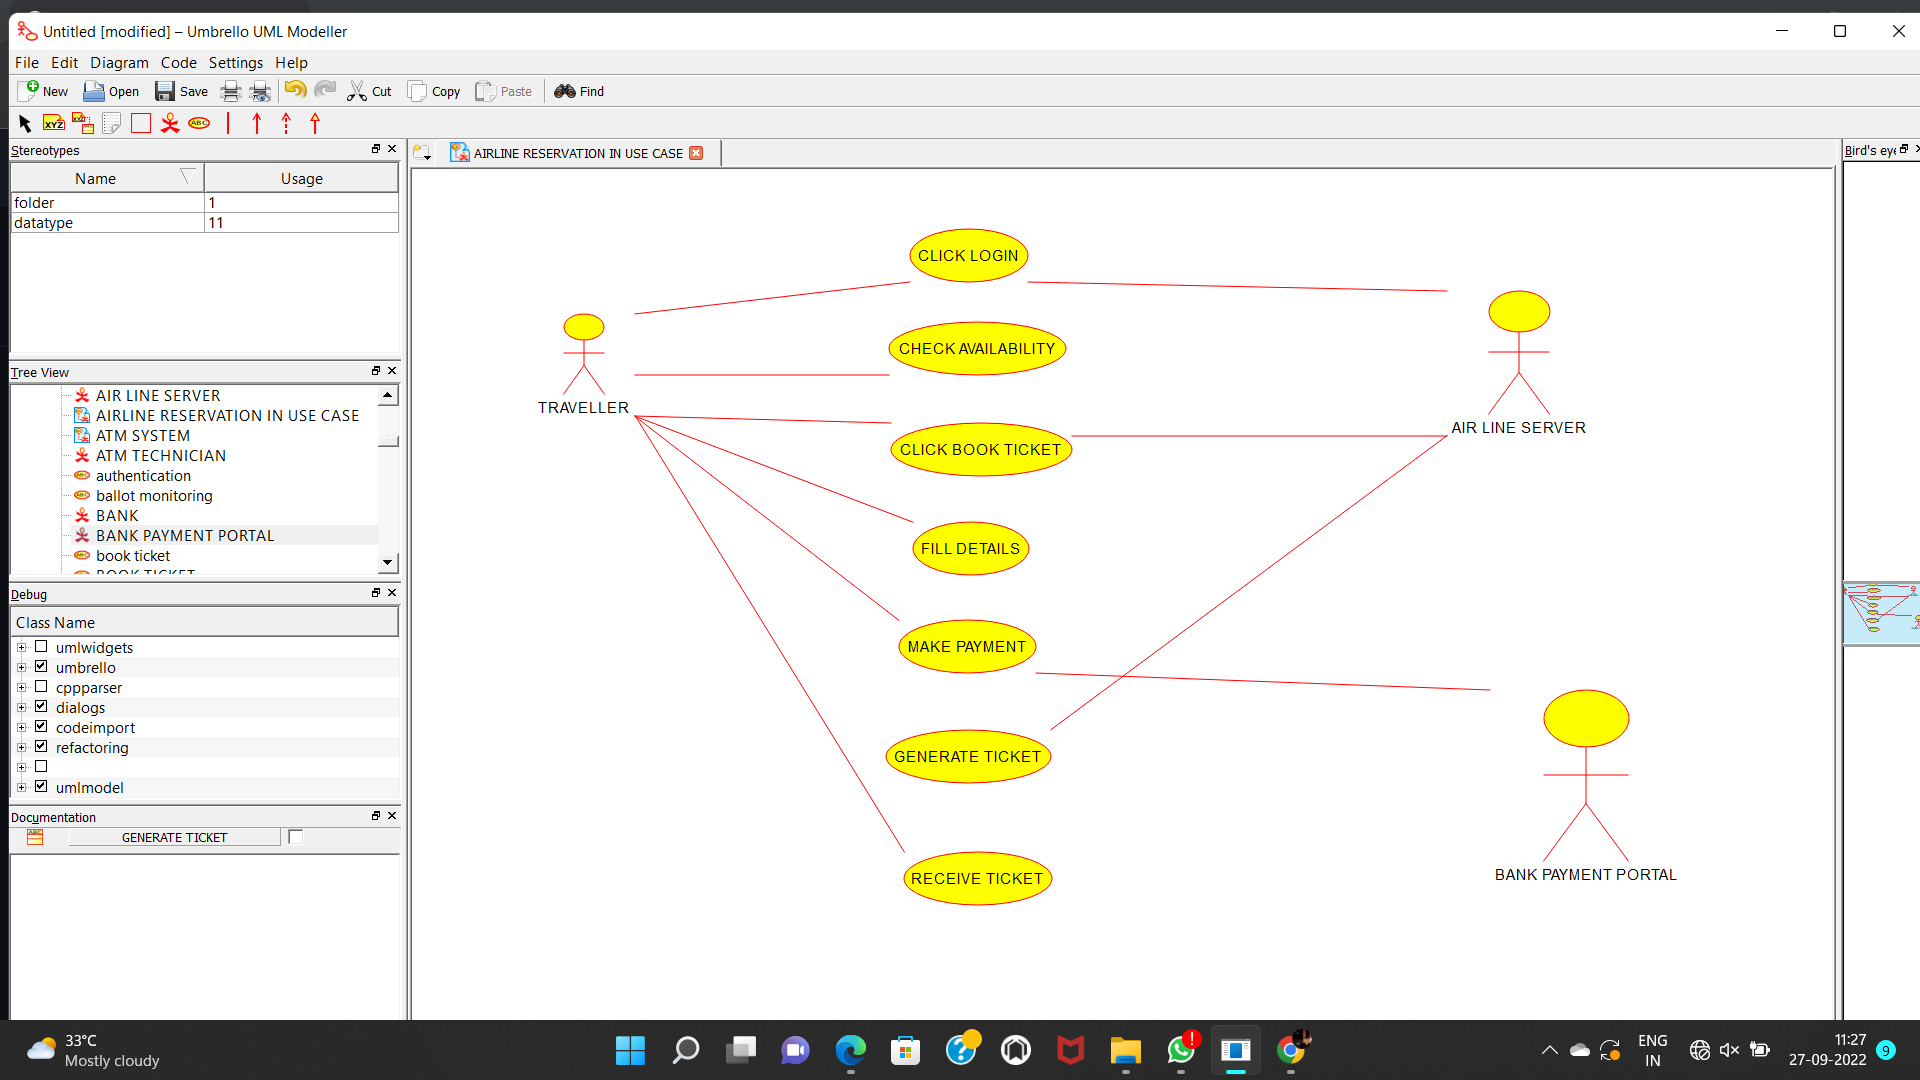 Untitled [modified] – Umbrello UML Modeller
File Edit Diagram Code Settings Help
New Open Save Cut Copy Paste Find
XYZ XYZ ABC
Stereotypes
Name Usage
folder 1
datatype 11
Tree View
AIR LINE SERVER
AIRLINE RESERVATION IN USE CASE
ATM SYSTEM
ATM TECHNICIAN
authentication
ballot monitoring
BANK
BANK PAYMENT PORTAL
book ticket
BOOK TICKET
Debug
Class Name
umlwidgets
umbrello
cppparser
dialogs
codeimport
refactoring
umlmodel
Documentation
GENERATE TICKET
AIRLINE RESERVATION IN USE CASE
Bird's eye
CLICK LOGIN
CHECK AVAILABILITY
TRAVELLER
AIR LINE SERVER
CLICK BOOK TICKET
FILL DETAILS
MAKE PAYMENT
GENERATE TICKET
BANK PAYMENT PORTAL
RECEIVE TICKET
33°C
Mostly cloudy
ENG
IN
11:27
27-09-2022
9